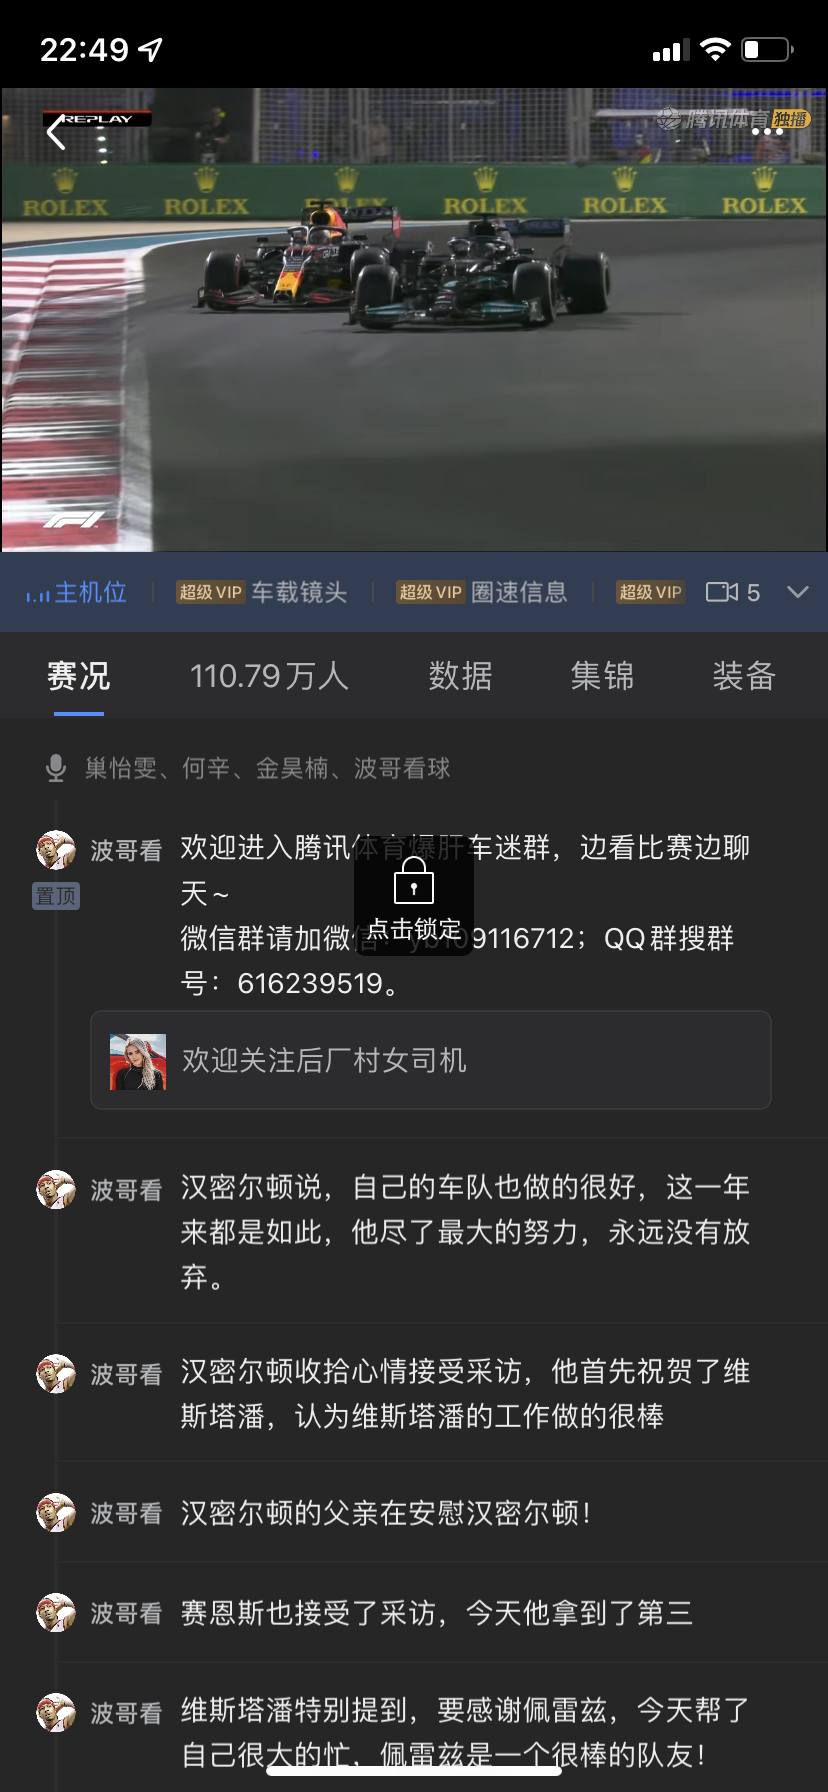 22:49
REPLAY
腾讯体育 独播
ROLEX ROLEX ROLEX ROLEX ROLEX
F1
主机位 超级VIP 车载镜头 超级VIP 圈速信息 超级VIP 5
赛况 110.79万人 数据 集锦 装备
巢怡雯、何辛、金昊楠、波哥看球
波哥看 欢迎进入腾讯体育爆肝车迷群，边看比赛边聊
置顶 天~
微信群请加微信：yb109116712；QQ群搜群
点击锁定
号：616239519。
欢迎关注后厂村女司机
波哥看 汉密尔顿说，自己的车队也做的很好，这一年
来都是如此，他尽了最大的努力，永远没有放
弃。
波哥看 汉密尔顿收拾心情接受采访，他首先祝贺了维
斯塔潘，认为维斯塔潘的工作做的很棒
波哥看 汉密尔顿的父亲在安慰汉密尔顿！
波哥看 赛恩斯也接受了采访，今天他拿到了第三
波哥看 维斯塔潘特别提到，要感谢佩雷兹，今天帮了
自己很大的忙，佩雷兹是一个很棒的队友！